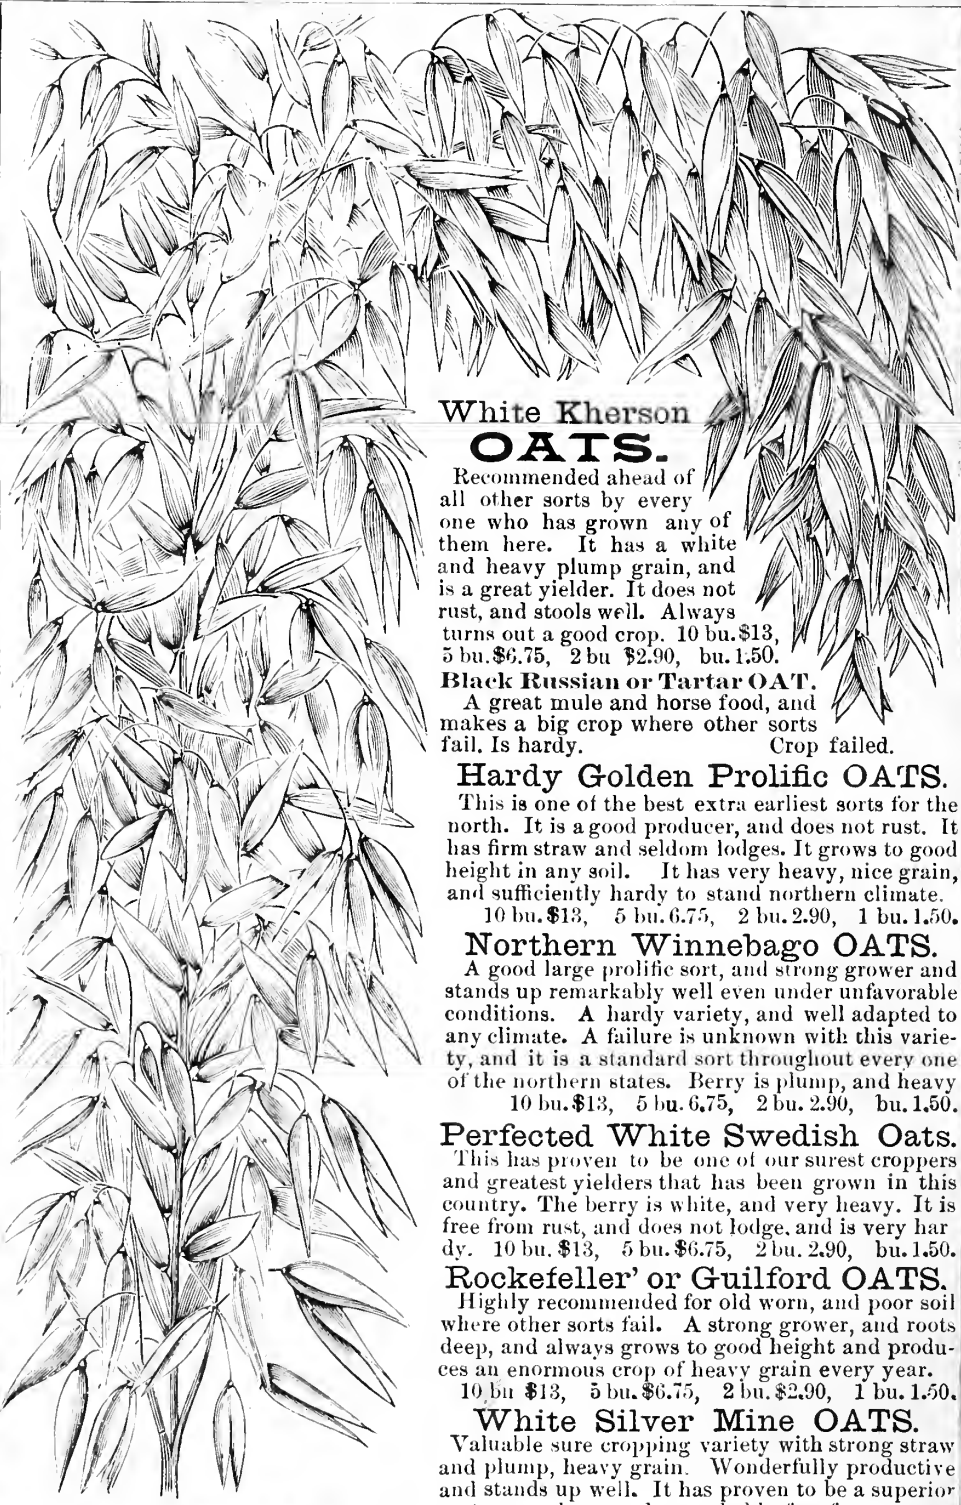 White Kherson
OATS.
Recommended ahead of
all other sorts by every
one who has grown any of
them here. It has a white
and heavy plump grain, and
is a great yielder. It does not
rust, and stools well. Always
turns out a good crop. 10 bu.$13,
5 bu.$6.75, 2 bu $2.90, bu. 1.50.
Black Russian or Tartar OAT.
A great mule and horse food, and
makes a big crop where other sorts
fail. Is hardy. Crop failed.
Hardy Golden Prolific OATS.
This is one of the best extra earliest sorts for the
north. It is a good producer, and does not rust. It
has firm straw and seldom lodges. It grows to good
height in any soil. It has very heavy, nice grain,
and sufficiently hardy to stand northern climate.
10 bu.$13, 5 bu. 6.75, 2 bu. 2.90, 1 bu. 1.50.
Northern Winnebago OATS.
A good large prolific sort, and strong grower and
stands up remarkably well even under unfavorable
conditions. A hardy variety, and well adapted to
any climate. A failure is unknown with this varie-
ty, and it is a standard sort throughout every one
of the northern states. Berry is plump, and heavy
10 bu.$13, 5 bu. 6.75, 2 bu. 2.90, bu. 1.50.
Perfected White Swedish Oats.
This has proven to be one of our surest croppers
and greatest yielders that has been grown in this
country. The berry is white, and very heavy. It is
free from rust, and does not lodge, and is very har
dy. 10 bu. $13, 5 bu.$6.75, 2 bu. 2.90, bu. 1.50.
Rockefeller' or Guilford OATS.
Highly recommended for old worn, and poor soil
where other sorts fail. A strong grower, and roots
deep, and always grows to good height and produ-
ces an enormous crop of heavy grain every year.
10 bu $13, 5 bu.$6.75, 2 bu.$2.90, 1 bu. 1.50.
White Silver Mine OATS.
Valuable sure cropping variety with strong straw
and plump, heavy grain. Wonderfully productive
and stands up well. It has proven to be a superior